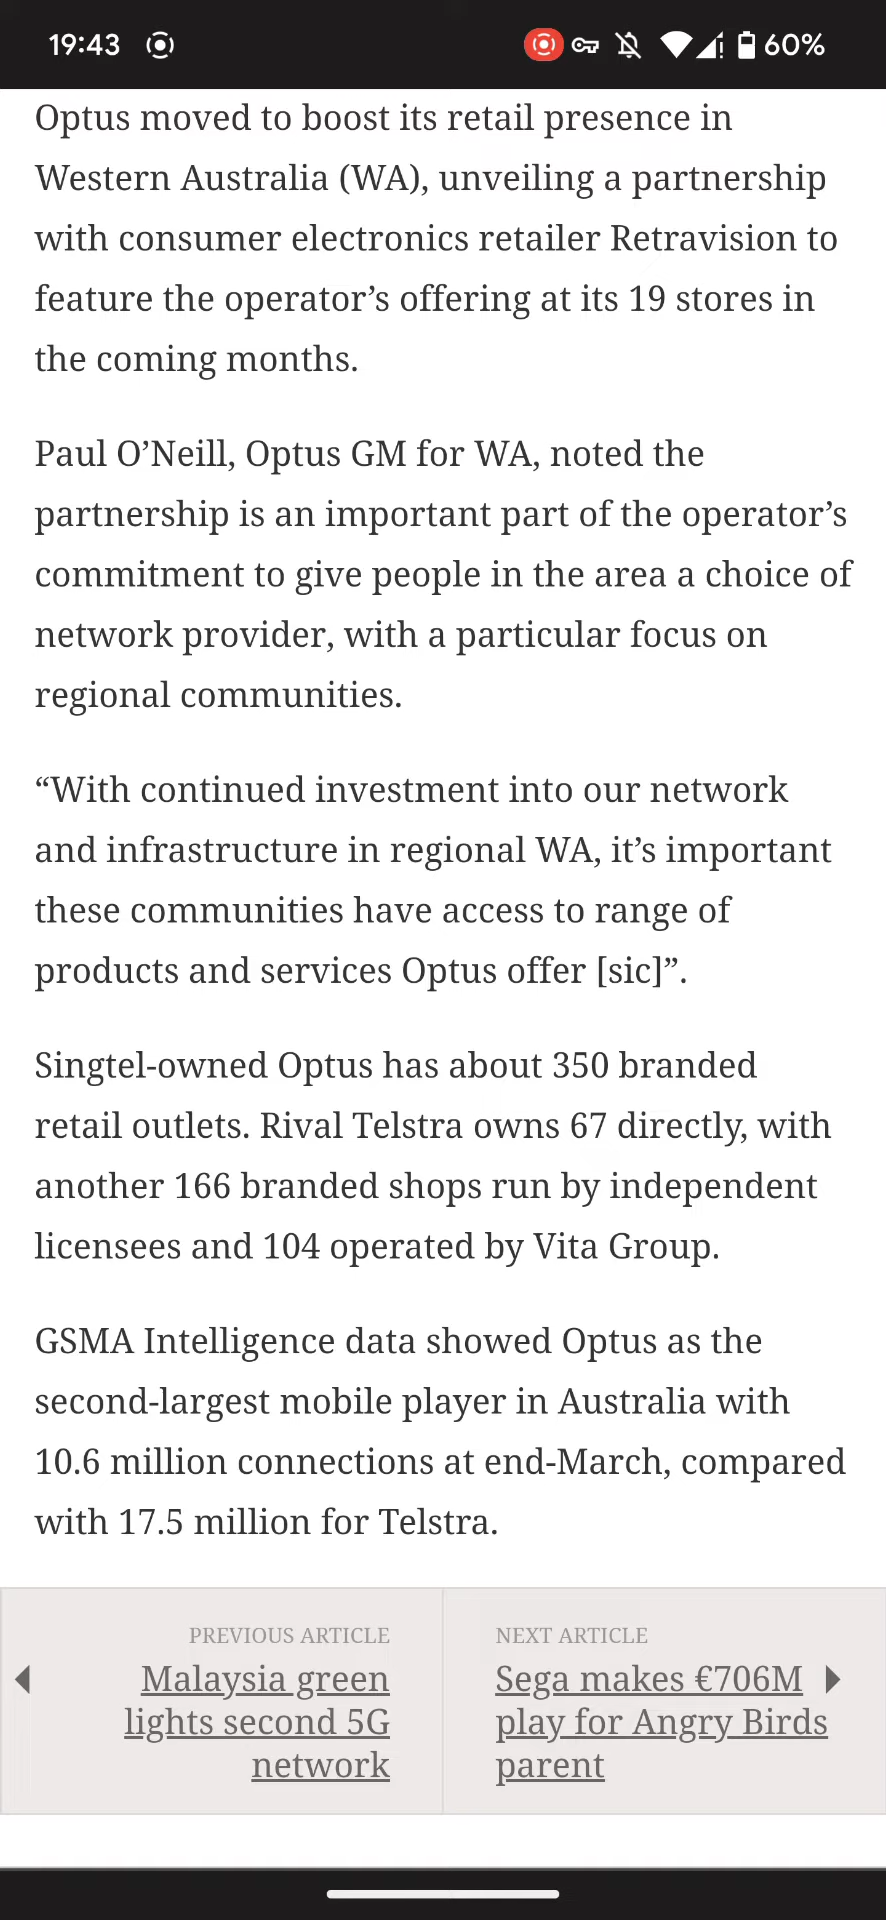 19:43
60%
Optus moved to boost its retail presence in
Western Australia (WA), unveiling a partnership
with consumer electronics retailer Retravision to
feature the operator’s offering at its 19 stores in
the coming months.
Paul O’Neill, Optus GM for WA, noted the
partnership is an important part of the operator’s
commitment to give people in the area a choice of
network provider, with a particular focus on
regional communities.
“With continued investment into our network
and infrastructure in regional WA, it’s important
these communities have access to range of
products and services Optus offer [sic]”.
Singtel-owned Optus has about 350 branded
retail outlets. Rival Telstra owns 67 directly, with
another 166 branded shops run by independent
licensees and 104 operated by Vita Group.
GSMA Intelligence data showed Optus as the
second-largest mobile player in Australia with
10.6 million connections at end-March, compared
with 17.5 million for Telstra.
PREVIOUS ARTICLE
Malaysia green
lights second 5G
network
NEXT ARTICLE
Sega makes €706M
play for Angry Birds
parent